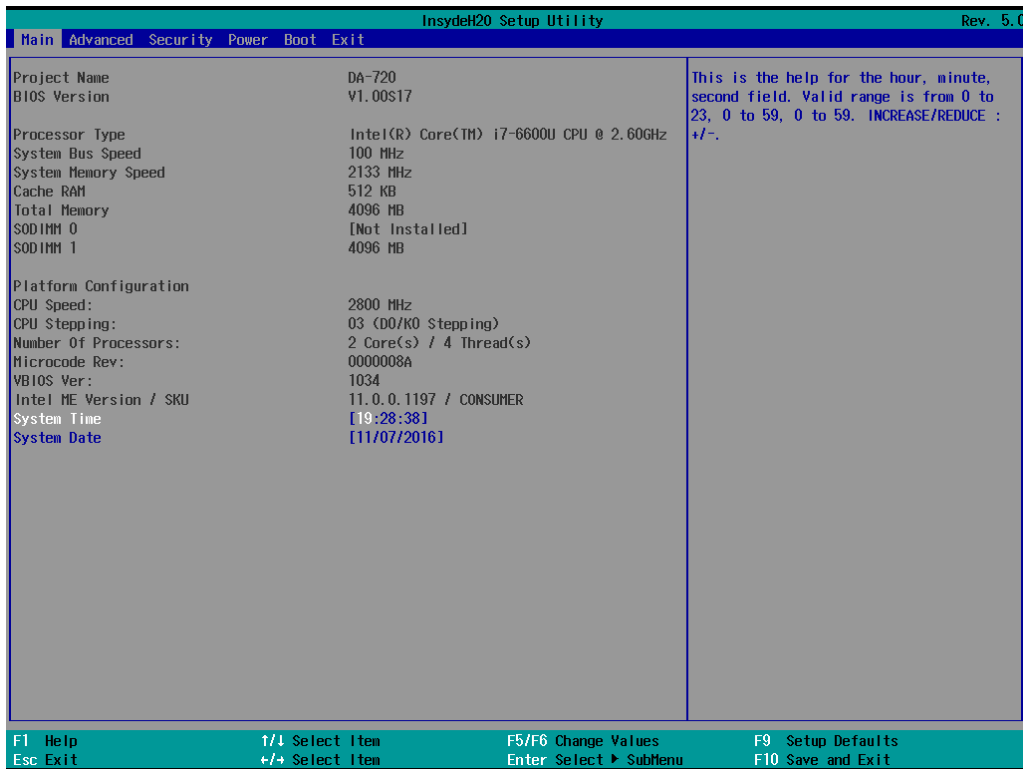 InsydeH20 Setup Utility Rev. 5.0
Main Advanced Security Power Boot Exit
Project Name DA-720
BIOS Version V1.00S17
Processor Type Intel(R) Core(TM) i7-6600U CPU @ 2.60GHz
System Bus Speed 100 MHz
System Memory Speed 2133 MHz
Cache RAM 512 KB
Total Memory 4096 MB
SODIMM 0 [Not Installed]
SODIMM 1 4096 MB
Platform Configuration
CPU Speed: 2800 MHz
CPU Stepping: 03 (D0/K0 Stepping)
Number Of Processors: 2 Core(s) / 4 Thread(s)
Microcode Rev: 0000008A
VBIOS Ver: 1034
Intel ME Version / SKU 11.0.0.1197 / CONSUMER
System Time [19:28:38]
System Date [11/07/2016]
This is the help for the hour, minute,
second field. Valid range is from 0 to
23, 0 to 59, 0 to 59. INCREASE/REDUCE :
+/-.
F1 Help ↑/↓ Select Item F5/F6 Change Values F9 Setup Defaults
Esc Exit ←/→ Select Item Enter Select ▶ SubMenu F10 Save and Exit